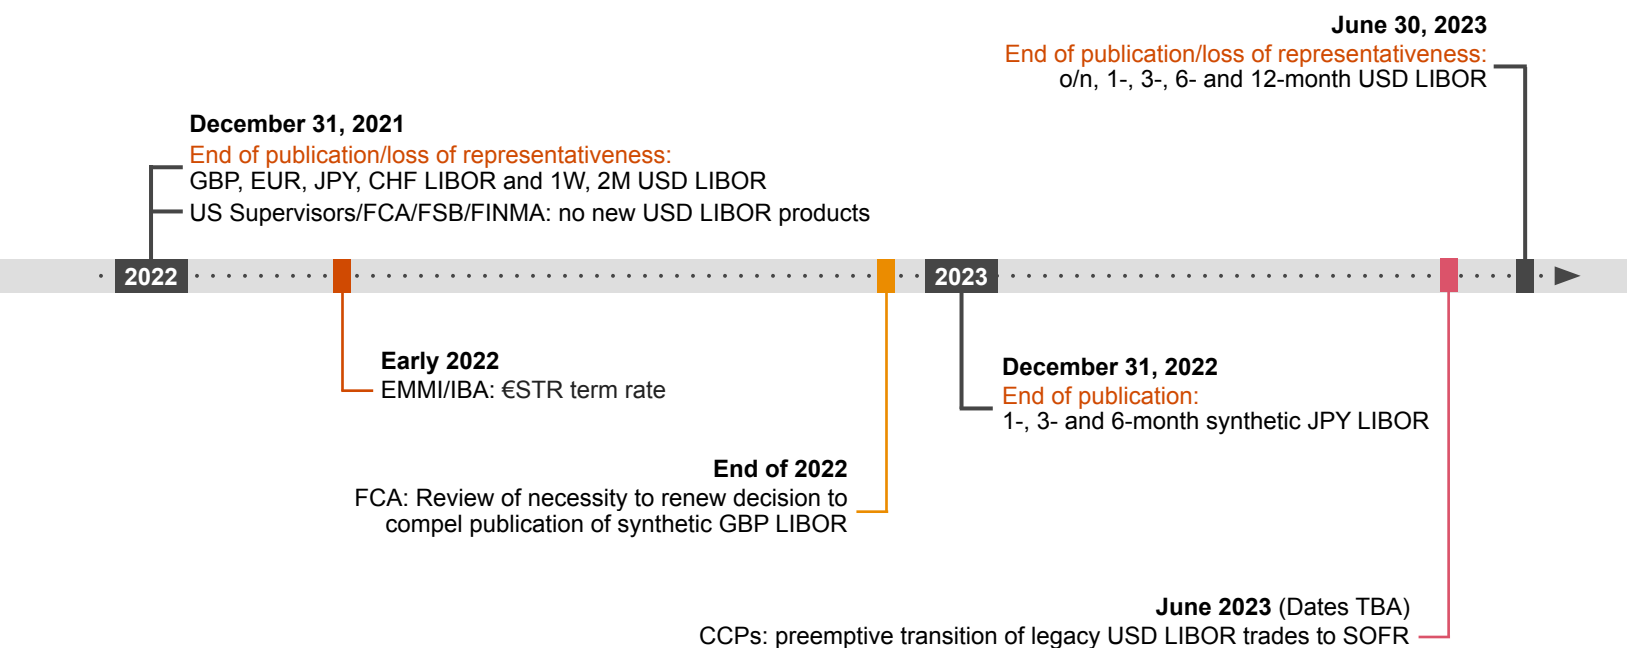 June 30, 2023
End of publication/loss of representativeness:
o/n, 1-, 3-, 6- and 12-month USD LIBOR
December 31, 2021
End of publication/loss of representativeness:
GBP, EUR, JPY, CHF LIBOR and 1W, 2M USD LIBOR
US Supervisors/FCA/FSB/FINMA: no new USD LIBOR products
2022
2023
Early 2022
EMMI/IBA: €STR term rate
December 31, 2022
End of publication:
1-, 3- and 6-month synthetic JPY LIBOR
End of 2022
FCA: Review of necessity to renew decision to
compel publication of synthetic GBP LIBOR
June 2023 (Dates TBA)
CCPs: preemptive transition of legacy USD LIBOR trades to SOFR